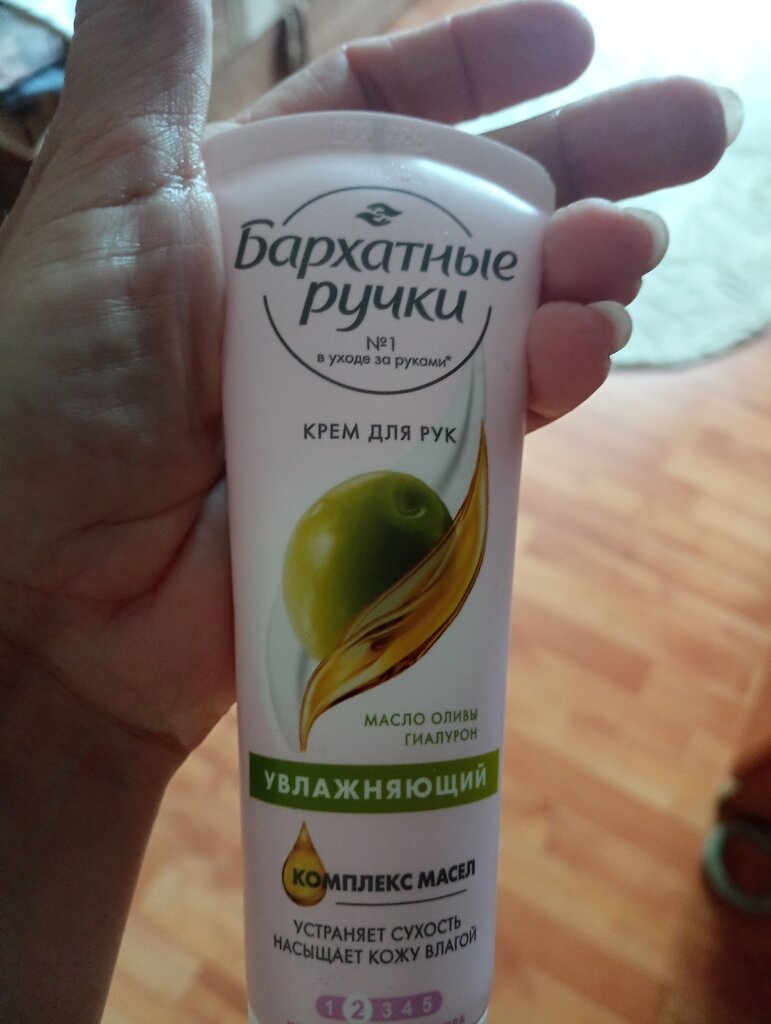 Бархатные
ручки
№1
в уходе за руками*
КРЕМ ДЛЯ РУК
МАСЛО ОЛИВЫ
ГИАЛУРОН
УВЛАЖНЯЮЩИЙ
КОМПЛЕКС МАСЕЛ
УСТРАНЯЕТ СУХОСТЬ
НАСЫЩАЕТ КОЖУ ВЛАГОЙ
1 2 3 4 5